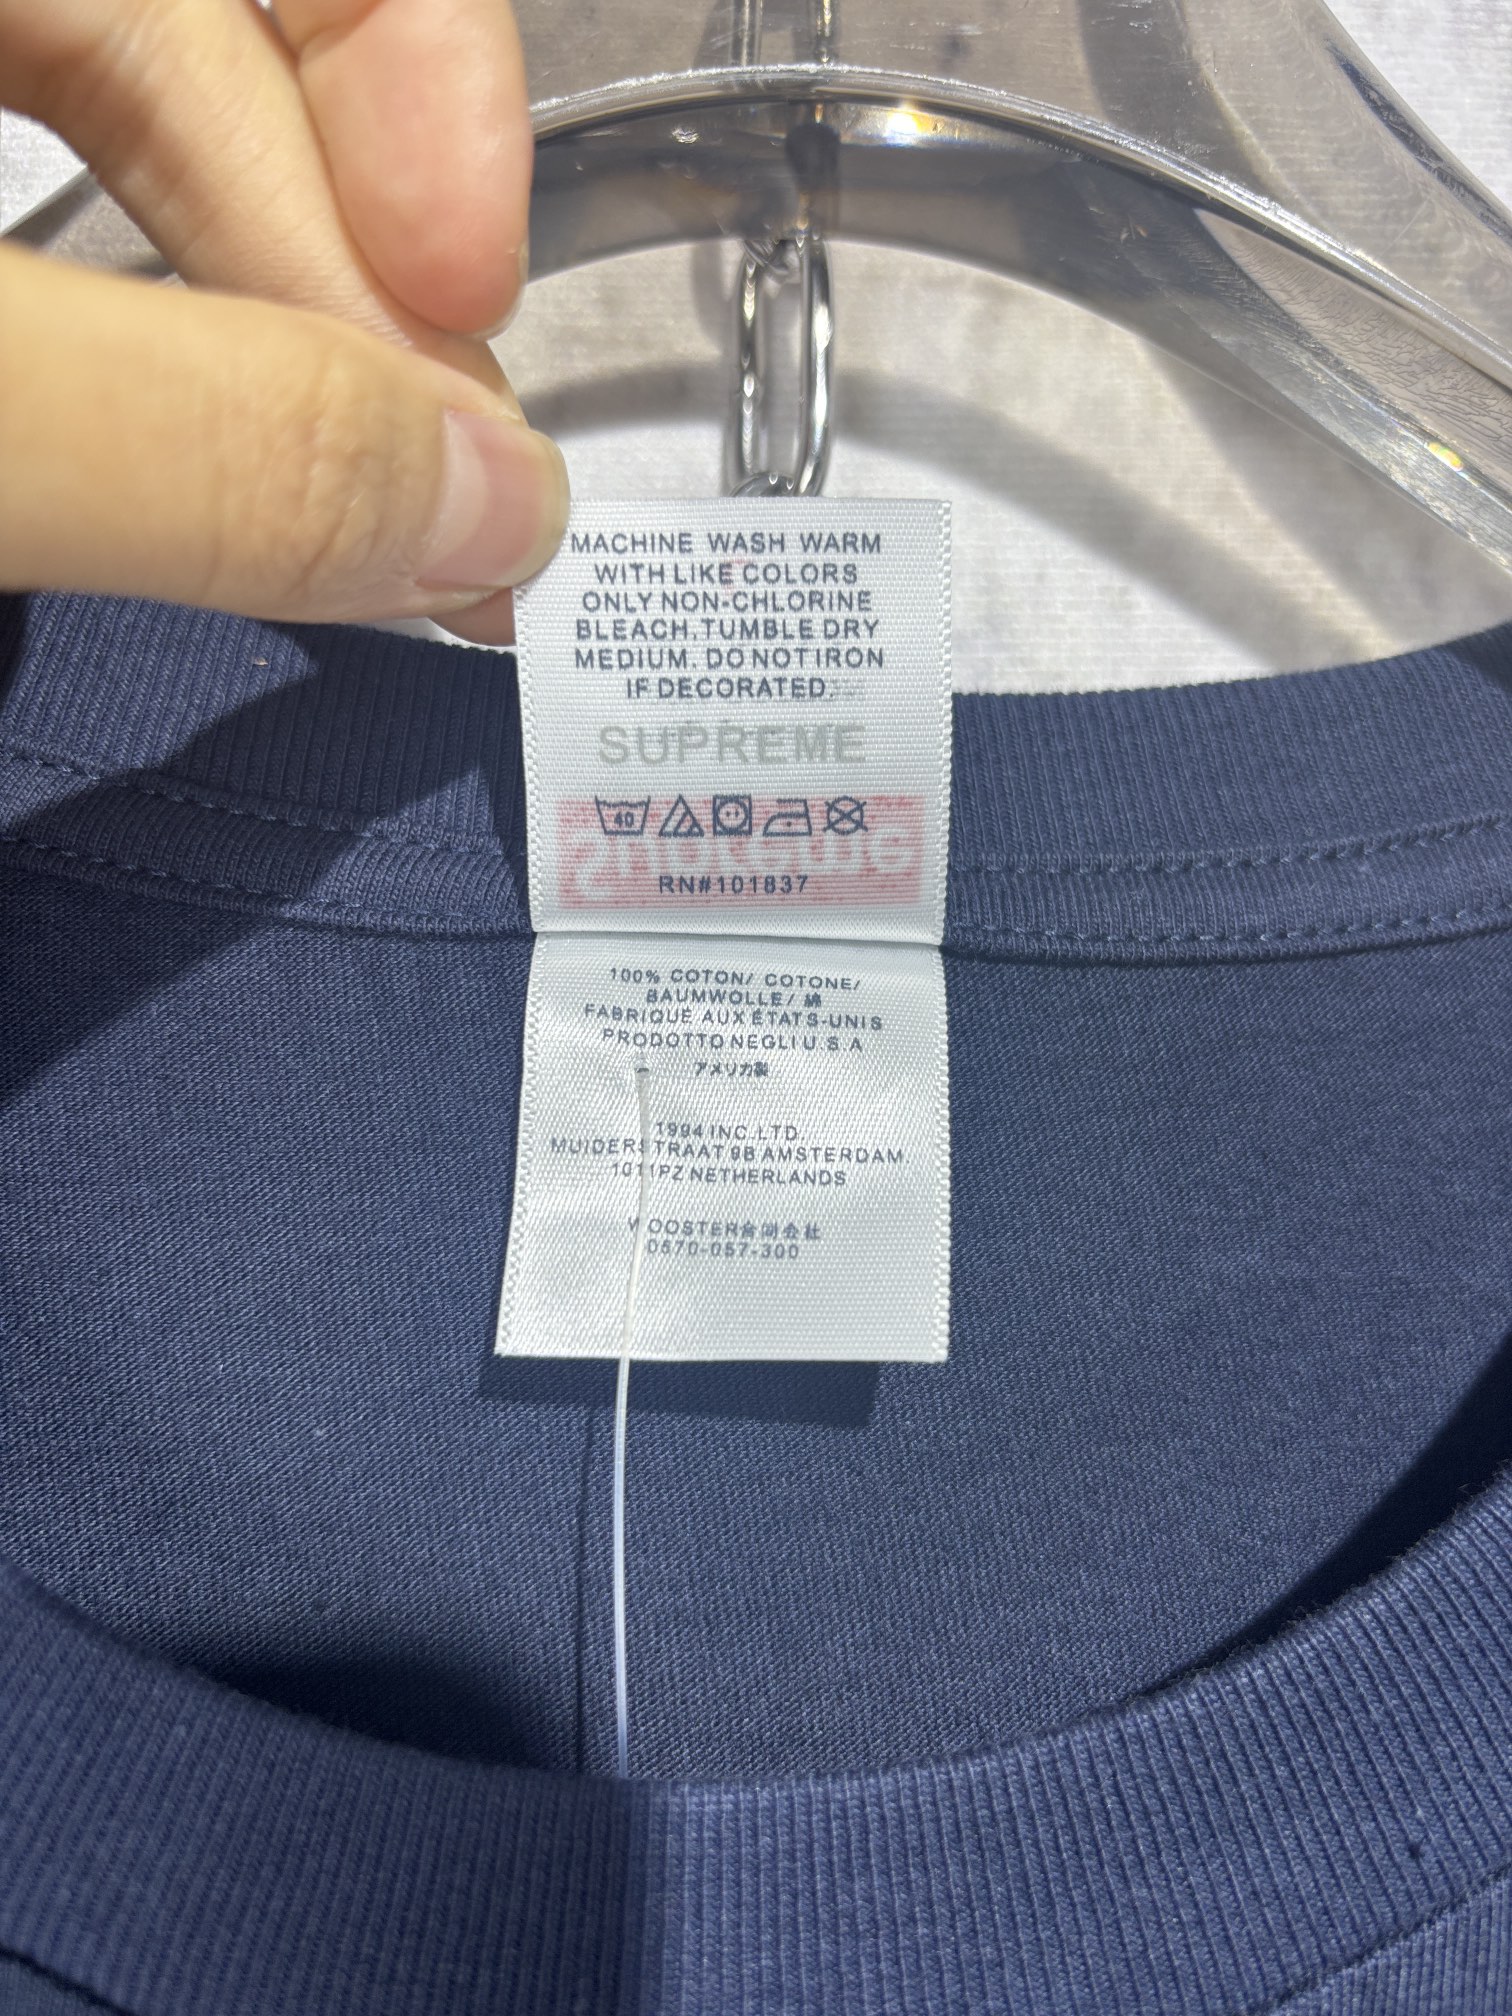 MACHINE WASH WARM
WITH LIKE COLORS
ONLY NON-CHLORINE
BLEACH. TUMBLE DRY
MEDIUM. DO NOT IRON
IF DECORATED.
SUPREME
40
Supreme
RN#101837
100% COTON/ COTONE/
BAUMWOLLE/ 綿
FABRIQUÉ AUX ÉTATS-UNIS
PRODOTTO NEGLI U.S.A
アメリカ製
1994 INC.LTD.
MUIDERSTRAAT 9B AMSTERDAM.
1011PZ NETHERLANDS
WOOSTER合同会社
0570-057-300